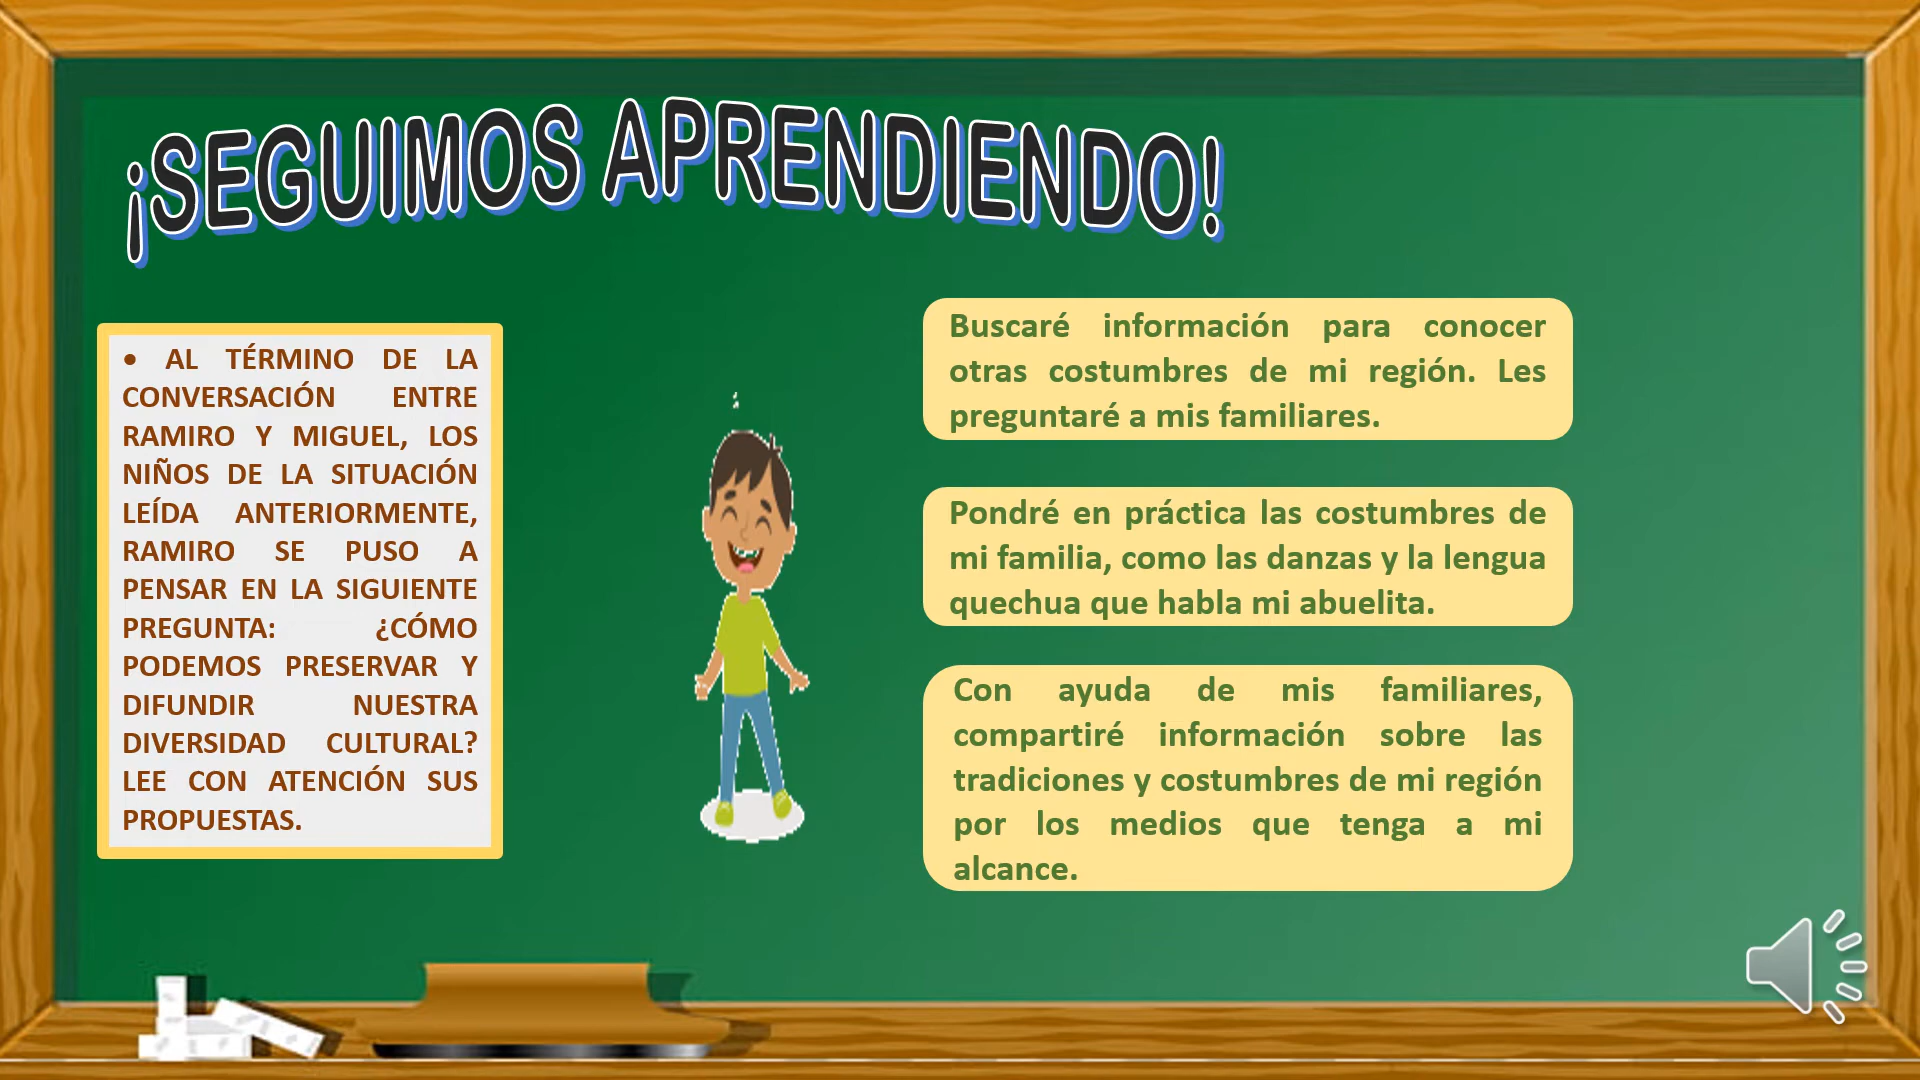 ¡SEGUIMOS APRENDIENDO!
• AL TÉRMINO DE LA
CONVERSACIÓN ENTRE
RAMIRO Y MIGUEL, LOS
NIÑOS DE LA SITUACIÓN
LEÍDA ANTERIORMENTE,
RAMIRO SE PUSO A
PENSAR EN LA SIGUIENTE
PREGUNTA: ¿CÓMO
PODEMOS PRESERVAR Y
DIFUNDIR NUESTRA
DIVERSIDAD CULTURAL?
LEE CON ATENCIÓN SUS
PROPUESTAS.
Buscaré información para conocer
otras costumbres de mi región. Les
preguntaré a mis familiares.
Pondré en práctica las costumbres de
mi familia, como las danzas y la lengua
quechua que habla mi abuelita.
Con ayuda de mis familiares,
compartiré información sobre las
tradiciones y costumbres de mi región
por los medios que tenga a mi
alcance.